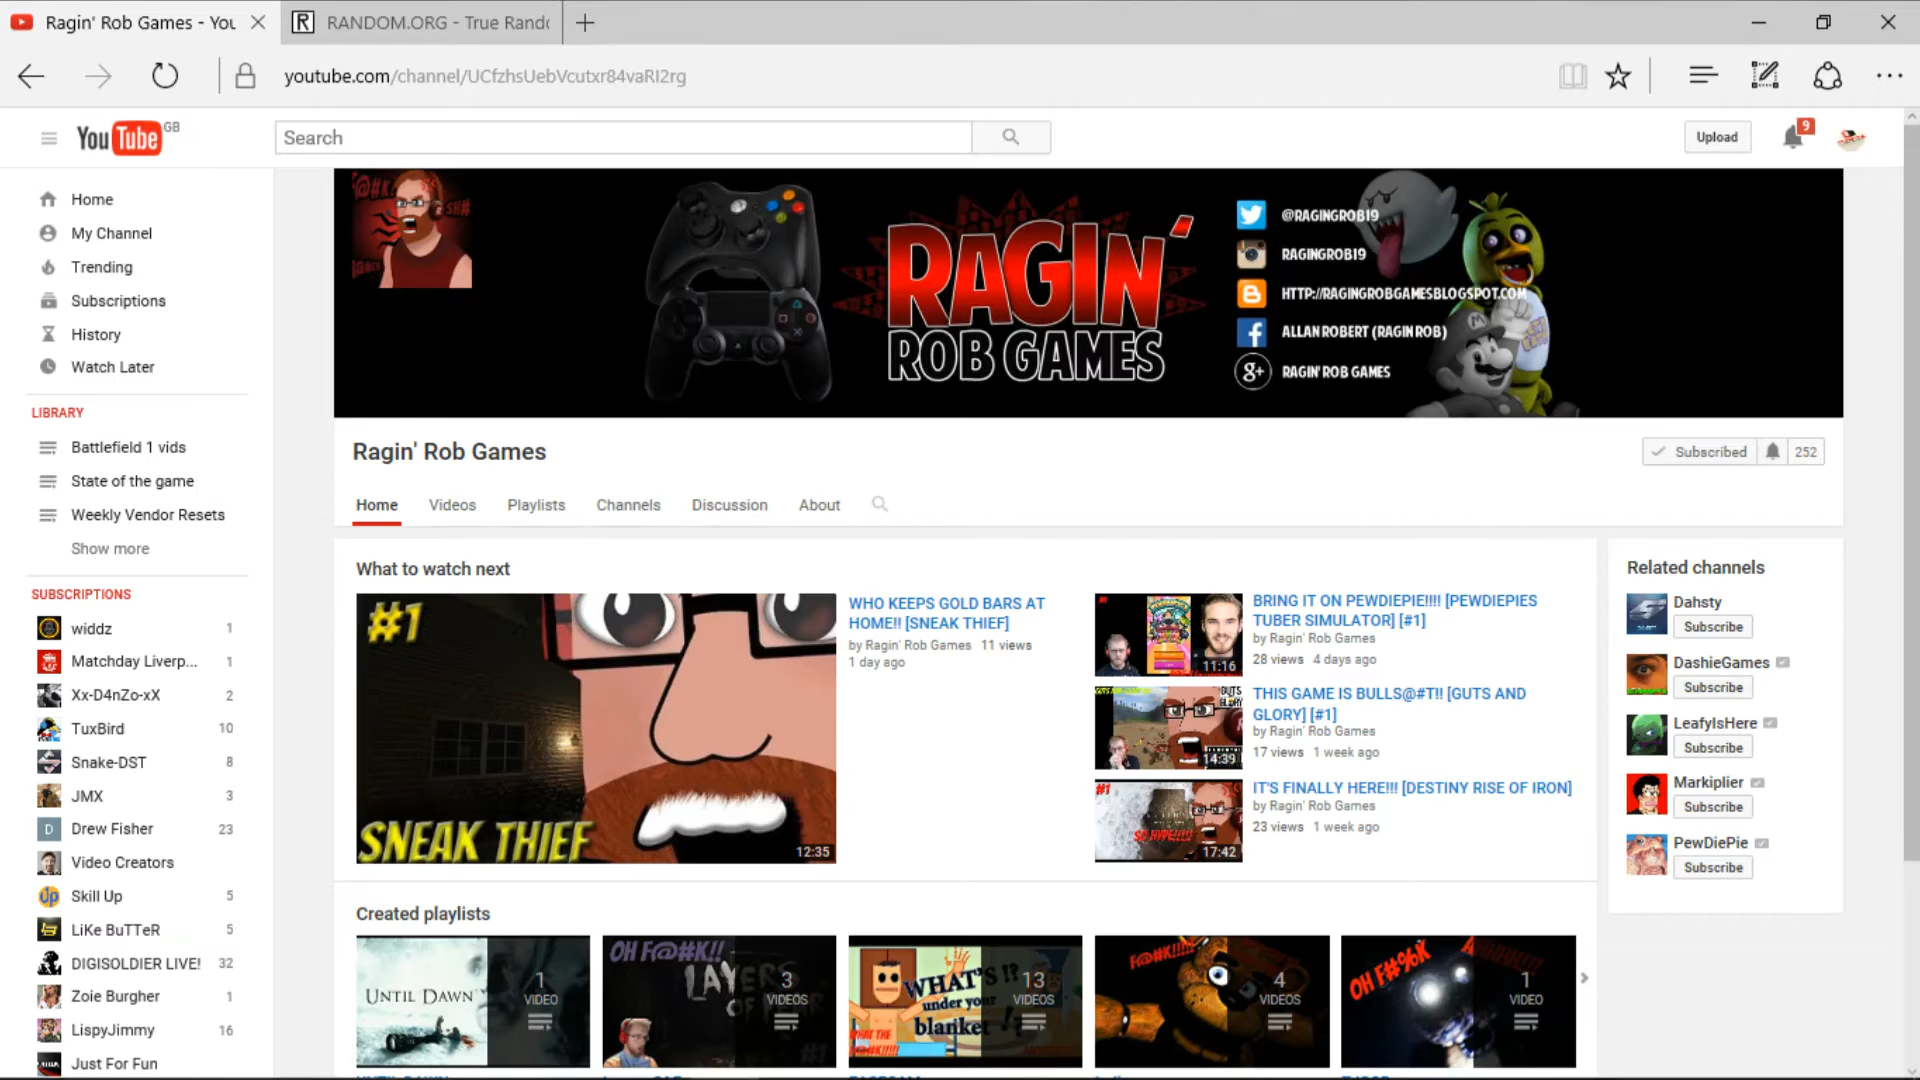 Ragin' Rob Games - You
RANDOM.ORG - True Rando
youtube.com/channel/UCfzhsUebVcutxr84vaRI2rg
YouTube GB
Search
Upload
9
Home
My Channel
Trending
Subscriptions
History
Watch Later
LIBRARY
Battlefield 1 vids
State of the game
Weekly Vendor Resets
Show more
SUBSCRIPTIONS
widdz 1
Matchday Liverp... 1
Xx-D4nZo-xX 2
TuxBird 10
Snake-DST 8
JMX 3
Drew Fisher 23
Video Creators
Skill Up 5
LiKe BuTTeR 5
DIGISOLDIER LIVE! 32
Zoie Burgher 1
LispyJimmy 16
Just For Fun
RAGIN'
ROB GAMES
@RAGINGROB19
RAGINGROB19
HTTP://RAGINGROBGAMESBLOGSPOT.COM
ALLAN ROBERT (RAGIN ROB)
RAGIN' ROB GAMES
Ragin' Rob Games
Subscribed 252
Home Videos Playlists Channels Discussion About
What to watch next
#1
SNEAK THIEF
12:35
WHO KEEPS GOLD BARS AT
HOME!! [SNEAK THIEF]
by Ragin' Rob Games 11 views
1 day ago
11:16
BRING IT ON PEWDIEPIE!!!! [PEWDIEPIES
TUBER SIMULATOR] [#1]
by Ragin' Rob Games
28 views 4 days ago
14:39
THIS GAME IS BULLS@#T!! [GUTS AND
GLORY] [#1]
by Ragin' Rob Games
17 views 1 week ago
#1
SO HYPE!!!!!
17:42
IT'S FINALLY HERE!!! [DESTINY RISE OF IRON]
by Ragin' Rob Games
23 views 1 week ago
Related channels
Dahsty
Subscribe
DashieGames
Subscribe
LeafyIsHere
Subscribe
Markiplier
Subscribe
PewDiePie
Subscribe
Created playlists
UNTIL DAWN
1
VIDEO
OH F@#K!!
LAYERS
OF
3
VIDEOS
WHAT'S !?
under your
blanket !?
13
VIDEOS
F@#K!!!!!
4
VIDEOS
OH F#%K
1
VIDEO